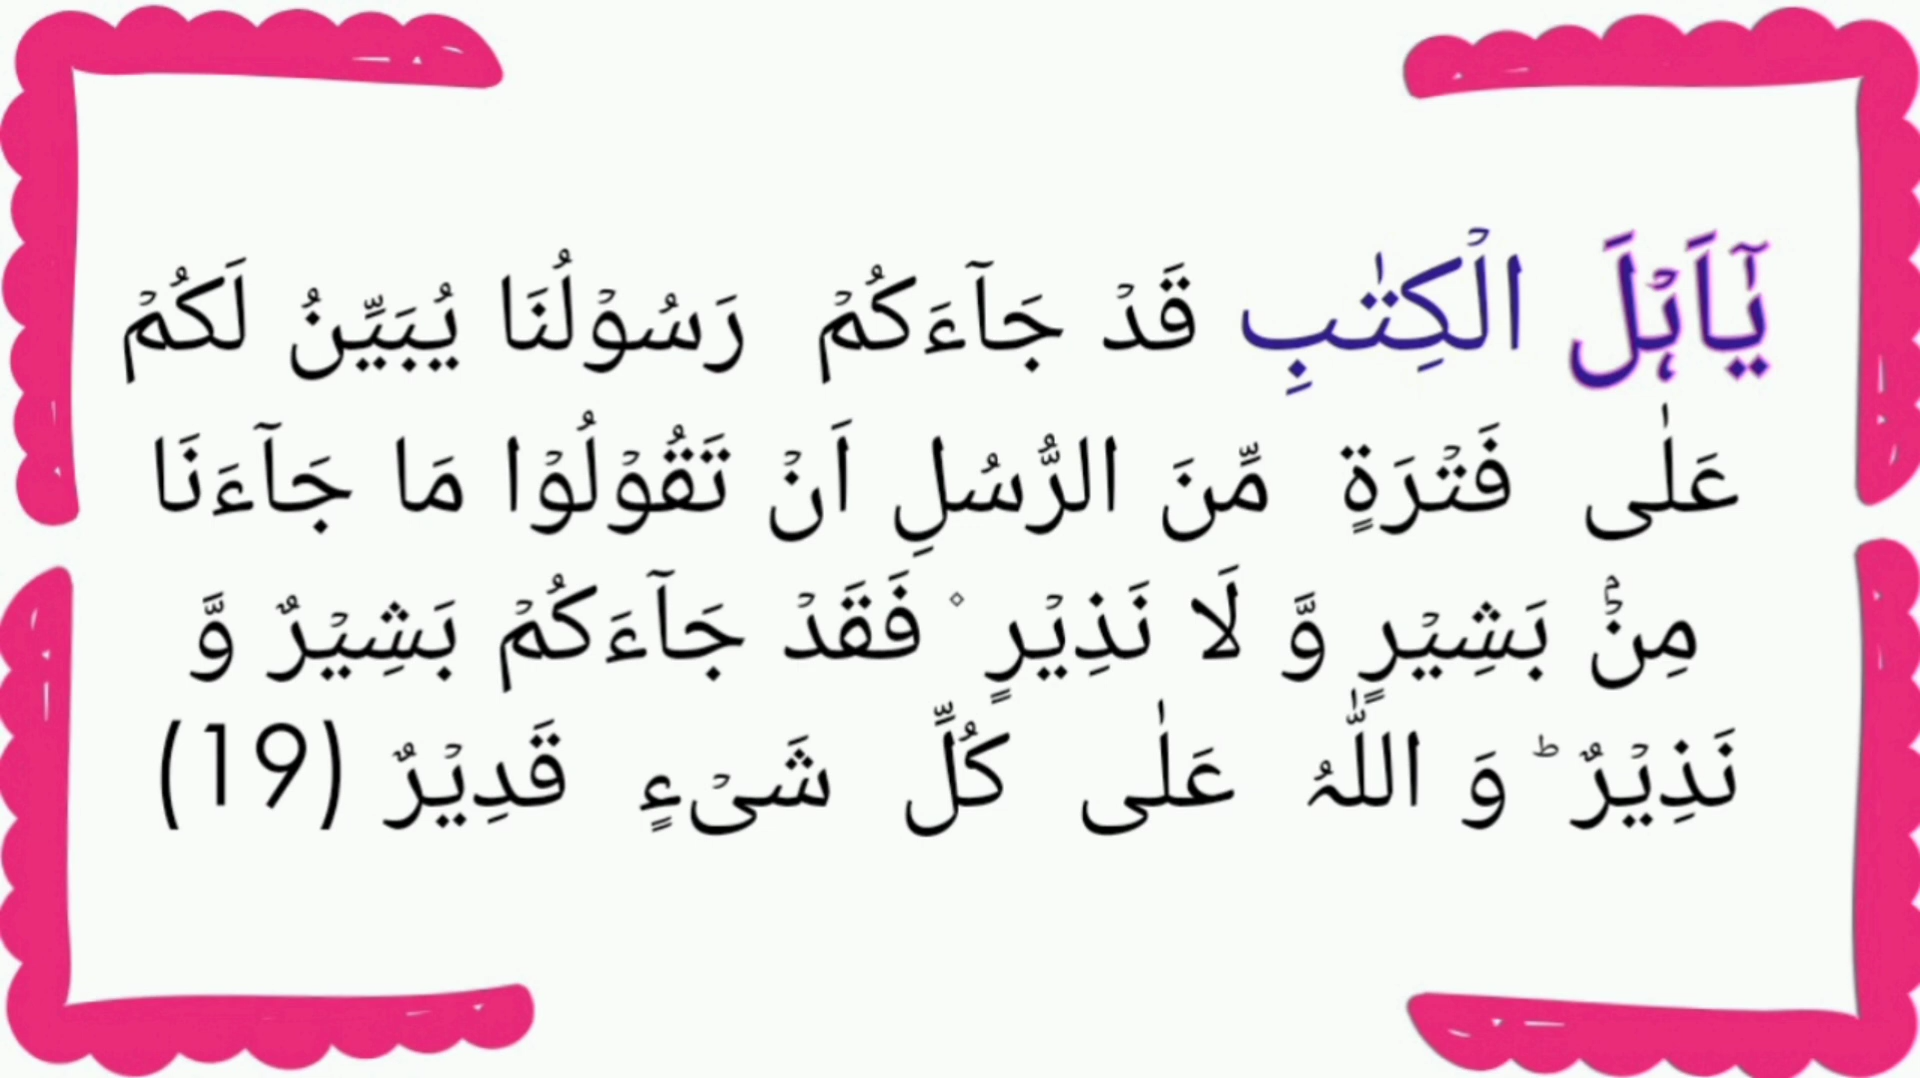 یٰۤاَہۡلَ الۡکِتٰبِ قَدۡ جَآءَکُمۡ رَسُوۡلُنَا یُبَیِّنُ لَکُمۡ
عَلٰی فَتۡرَۃٍ مِّنَ الرُّسُلِ اَنۡ تَقُوۡلُوۡا مَا جَآءَنَا
مِنۡۢ بَشِیۡرٍ وَّ لَا نَذِیۡرٍ ۫ فَقَدۡ جَآءَکُمۡ بَشِیۡرٌ وَّ
نَذِیۡرٌ ؕ وَ اللّٰہُ عَلٰی کُلِّ شَیۡءٍ قَدِیۡرٌ (19)